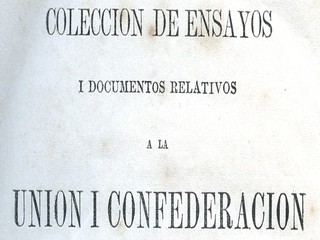 COLECCION DE ENSAYOS
I DOCUMENTOS RELATIVOS
A LA
UNION I CONFEDERACION